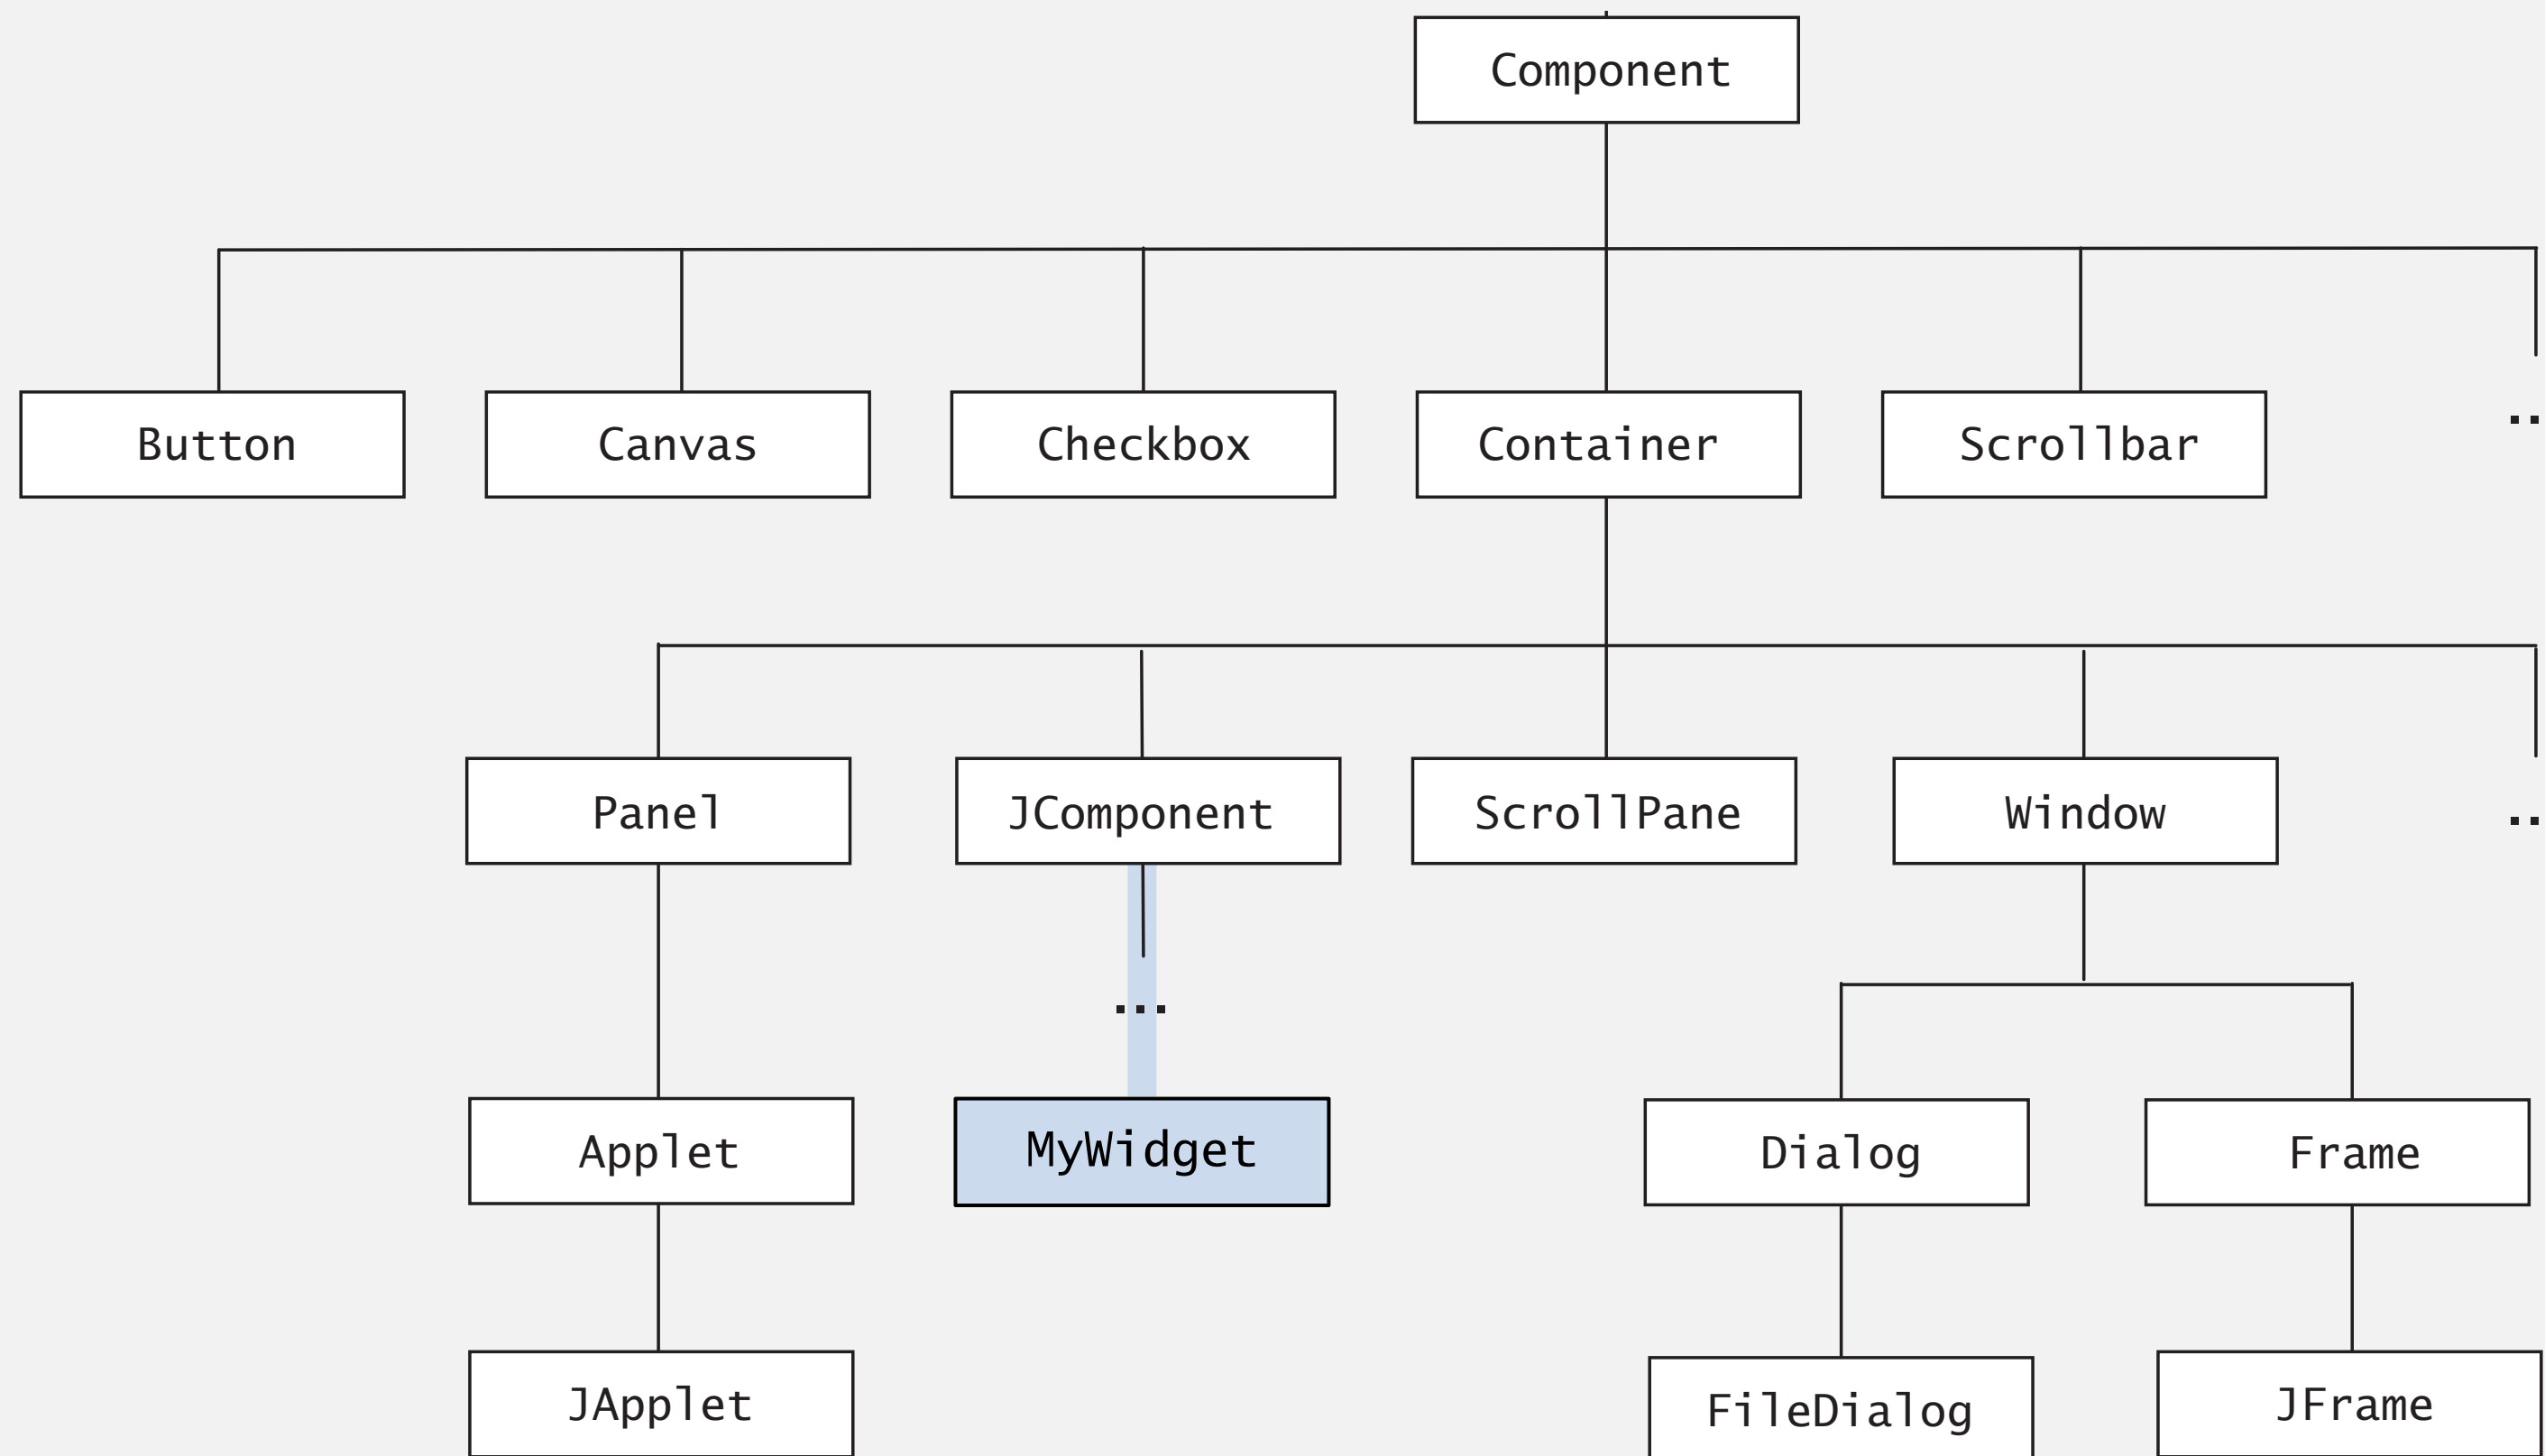 Component
Button
Canvas
Checkbox
Container
Scrollbar
..
Panel
JComponent
ScrollPane
Window
..
...
Applet
MyWidget
Dialog
Frame
JApplet
FileDialog
JFrame